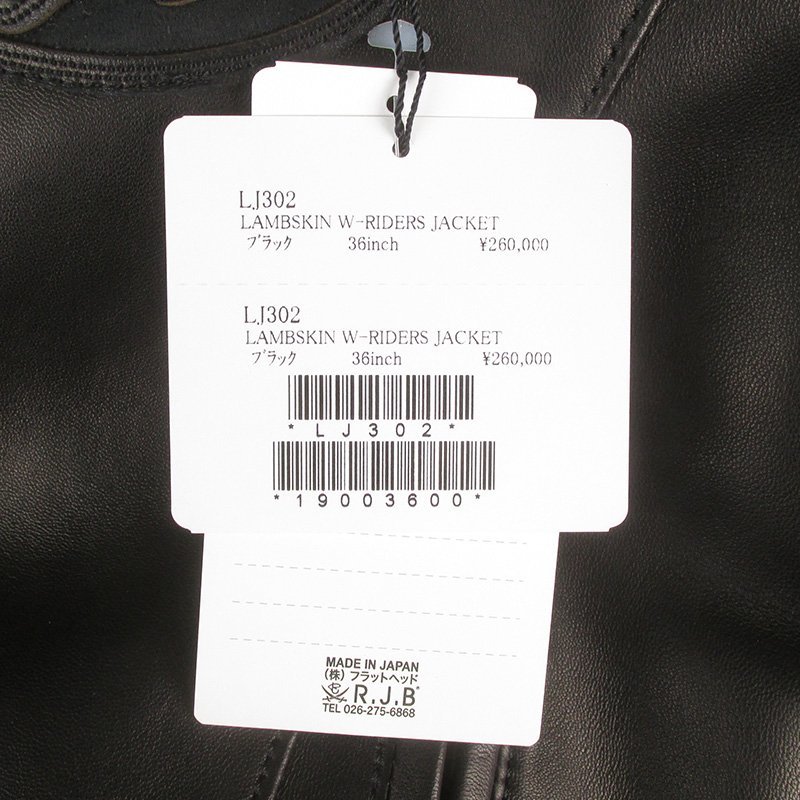 LJ302
LAMBSKIN W-RIDERS JACKET
ﾌﾞﾗｯｸ 36inch ¥260,000
LJ302
LAMBSKIN W-RIDERS JACKET
ﾌﾞﾗｯｸ 36inch ¥260,000
*LJ302*
*19003600*
MADE IN JAPAN
(株) フラットヘッド
R.J.B®
TEL 026-275-6868